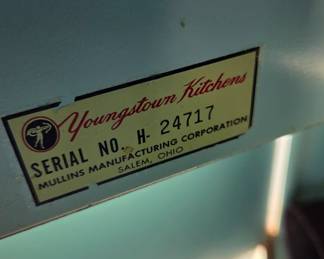 Youngstown Kitchens
SERIAL NO. H- 24717
MULLINS MANUFACTURING CORPORATION
SALEM, OHIO